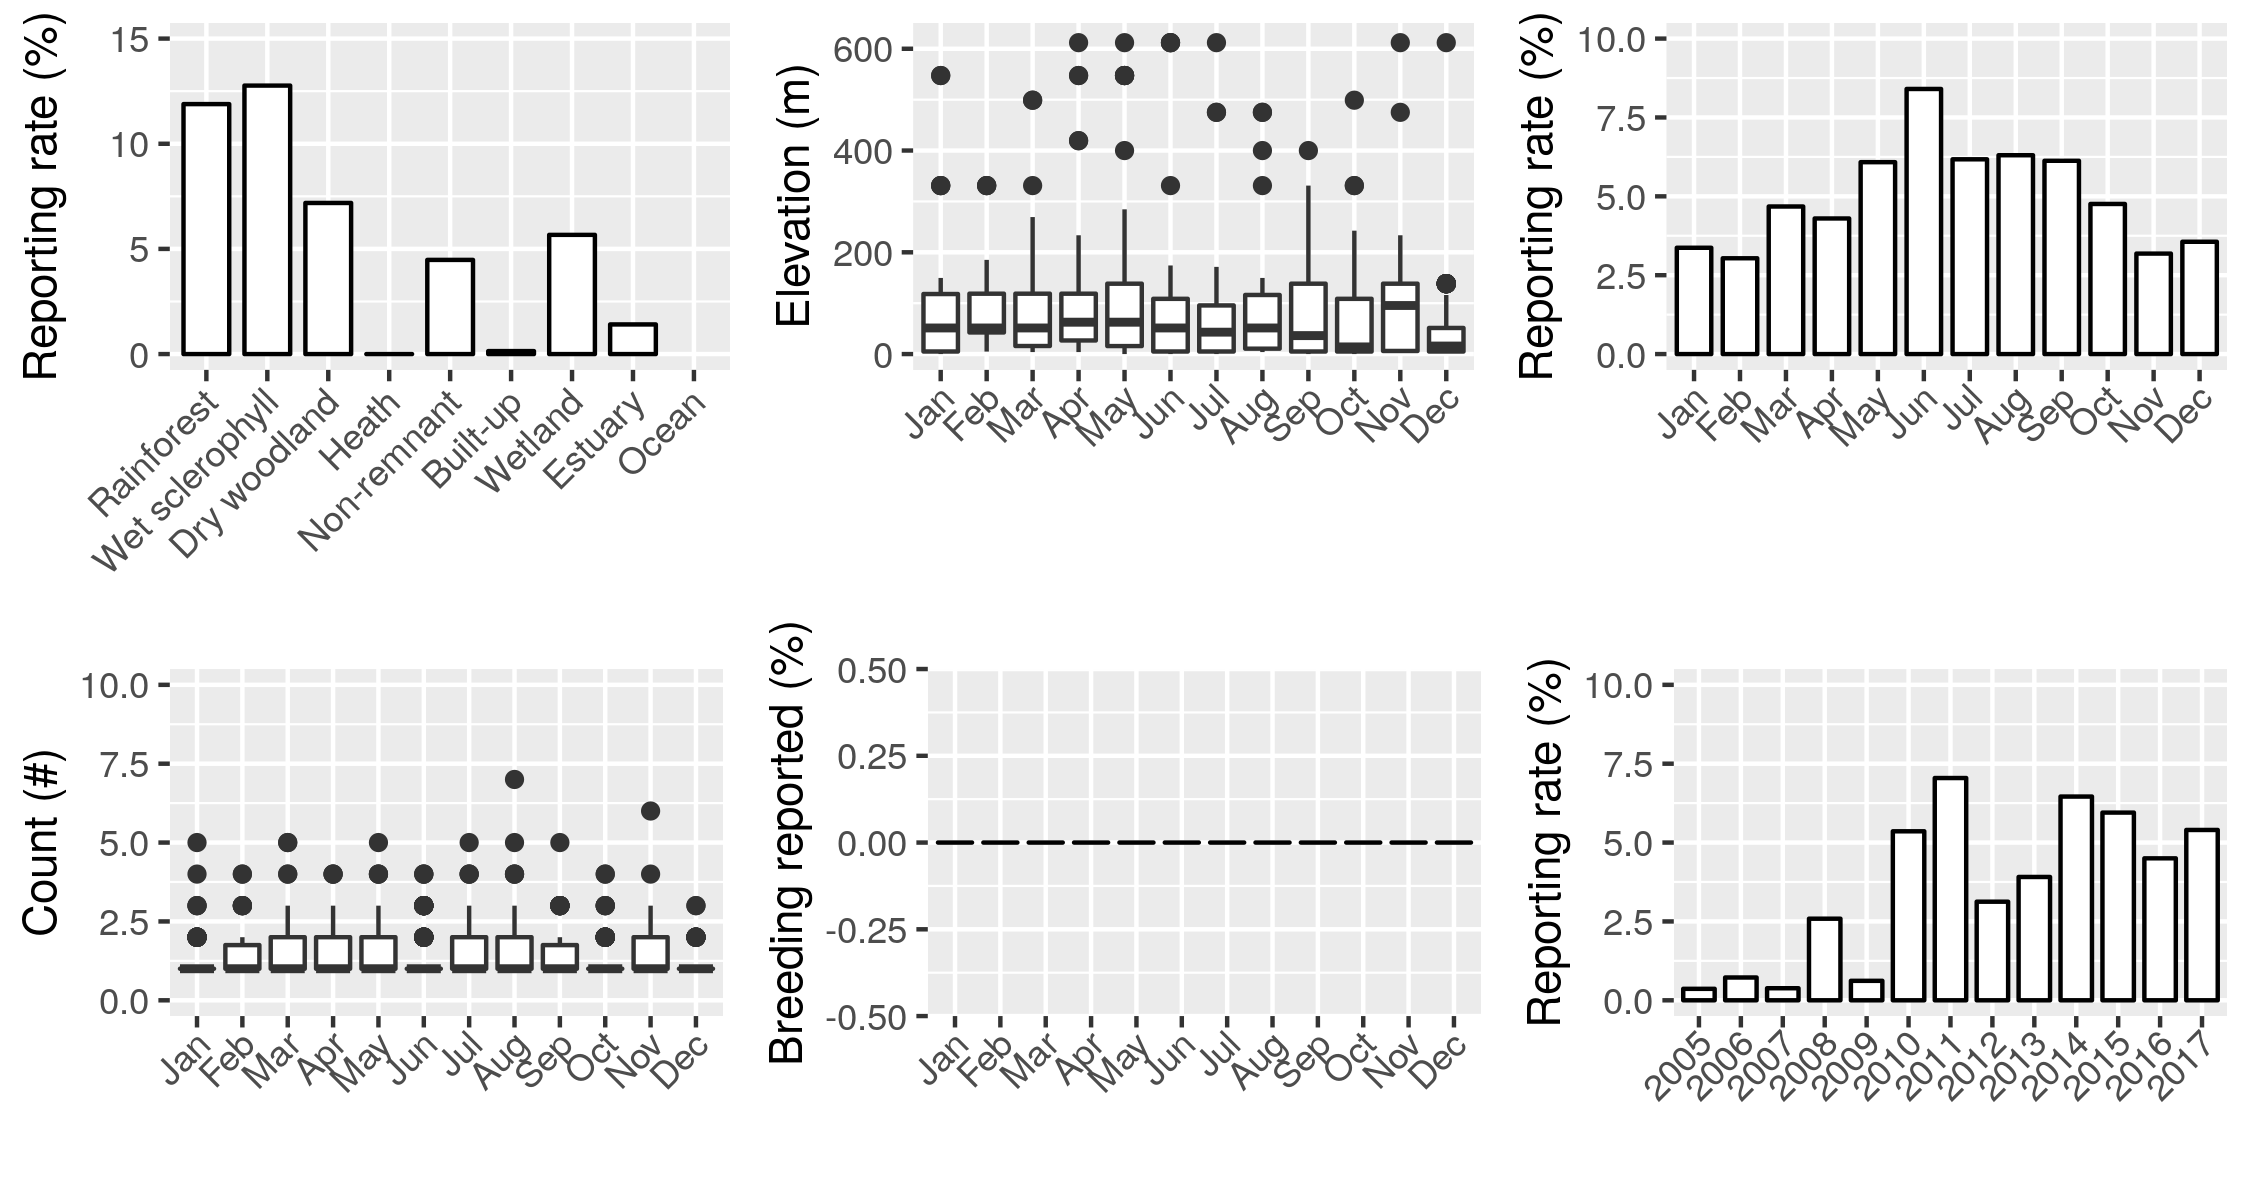 Reporting rate (%)
15
10
5
0
Rainforest
Wet sclerophyll
Dry woodland
Heath
Non-remnant
Built-up
Wetland
Estuary
Ocean
Elevation (m)
600
400
200
0
Jan
Feb
Mar
Apr
May
Jun
Jul
Aug
Sep
Oct
Nov
Dec
Reporting rate (%)
10.0
7.5
5.0
2.5
0.0
Jan
Feb
Mar
Apr
May
Jun
Jul
Aug
Sep
Oct
Nov
Dec
Count (#)
10.0
7.5
5.0
2.5
0.0
Jan
Feb
Mar
Apr
May
Jun
Jul
Aug
Sep
Oct
Nov
Dec
Breeding reported (%)
0.50
0.25
0.00
-0.25
-0.50
Jan
Feb
Mar
Apr
May
Jun
Jul
Aug
Sep
Oct
Nov
Dec
Reporting rate (%)
10.0
7.5
5.0
2.5
0.0
2005
2006
2007
2008
2009
2010
2011
2012
2013
2014
2015
2016
2017